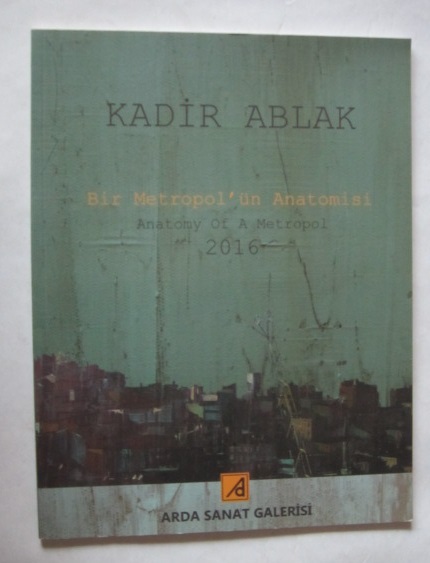 KADİR ABLAK
Bir Metropol'ün Anatomisi
Anatomy Of A Metropol
2016
A
ARDA SANAT GALERİSİ